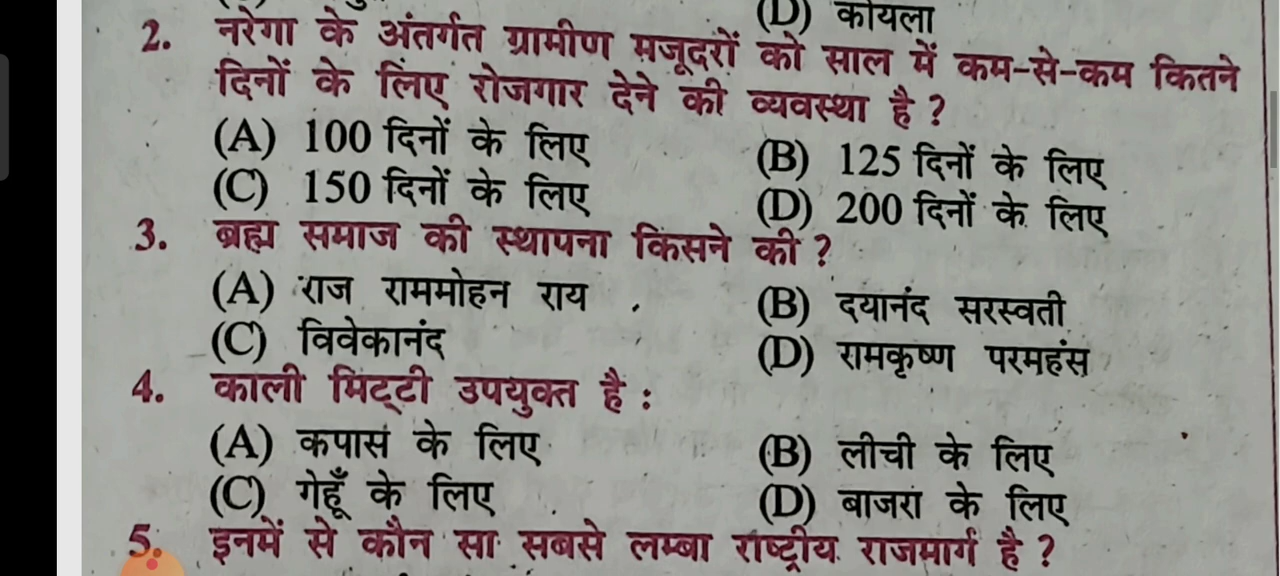 (D) कोयला
2. नरेगा के अंतर्गत ग्रामीण मजूदरों को साल में कम-से-कम कितने
दिनों के लिए रोजगार देने की व्यवस्था है ?
(A) 100 दिनों के लिए (B) 125 दिनों के लिए
(C) 150 दिनों के लिए (D) 200 दिनों के लिए
3. ब्रह्म समाज की स्थापना किसने की ?
(A) राज राममोहन राय (B) दयानंद सरस्वती
(C) विवेकानंद (D) रामकृष्ण परमहंस
4. काली मिट्टी उपयुक्त है :
(A) कपास के लिए (B) लीची के लिए
(C) गेहूँ के लिए (D) बाजरा के लिए
5. इनमें से कौन सा सबसे लम्बा राष्ट्रीय राजमार्ग है ?